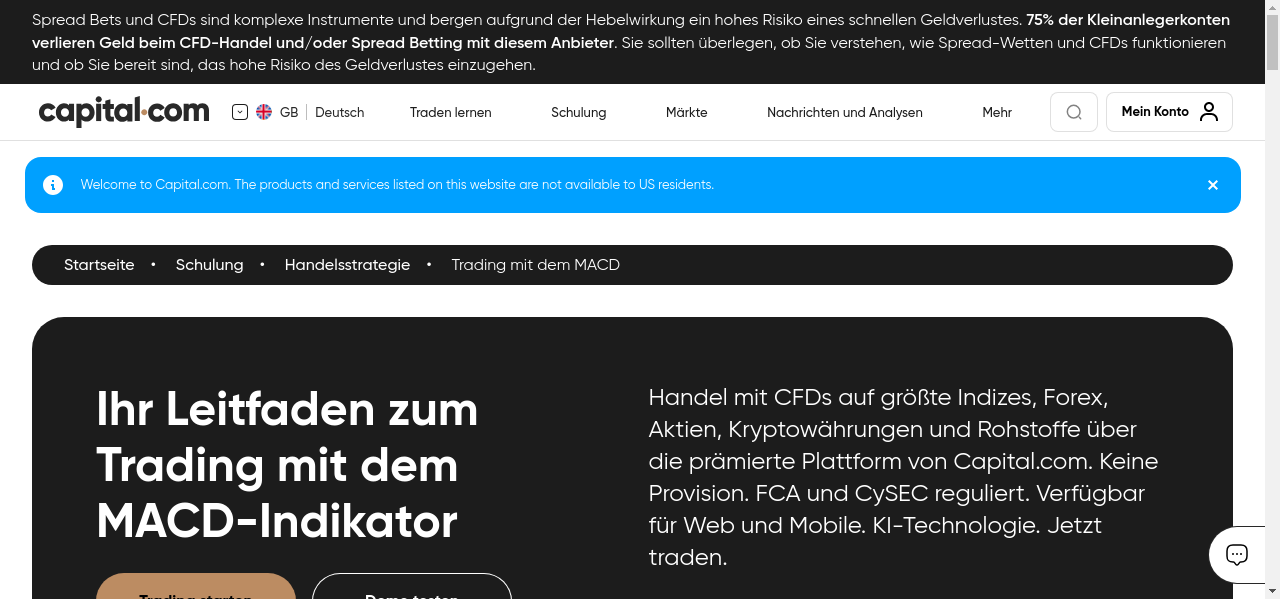 Spread Bets und CFDs sind komplexe Instrumente und bergen aufgrund der Hebelwirkung ein hohes Risiko eines schnellen Geldverlustes. 75% der Kleinanlegerkonten
verlieren Geld beim CFD-Handel und/oder Spread Betting mit diesem Anbieter. Sie sollten überlegen, ob Sie verstehen, wie Spread-Wetten und CFDs funktionieren
und ob Sie bereit sind, das hohe Risiko des Geldverlustes einzugehen.
capital.com GB Deutsch Traden lernen Schulung Märkte Nachrichten und Analysen Mehr Mein Konto
Welcome to Capital.com. The products and services listed on this website are not available to US residents.
Startseite • Schulung • Handelsstrategie • Trading mit dem MACD
Ihr Leitfaden zum
Trading mit dem
MACD-Indikator
Handel mit CFDs auf größte Indizes, Forex,
Aktien, Kryptowährungen und Rohstoffe über
die prämierte Plattform von Capital.com. Keine
Provision. FCA und CySEC reguliert. Verfügbar
für Web und Mobile. KI-Technologie. Jetzt
traden.
Trading starten Demo testen